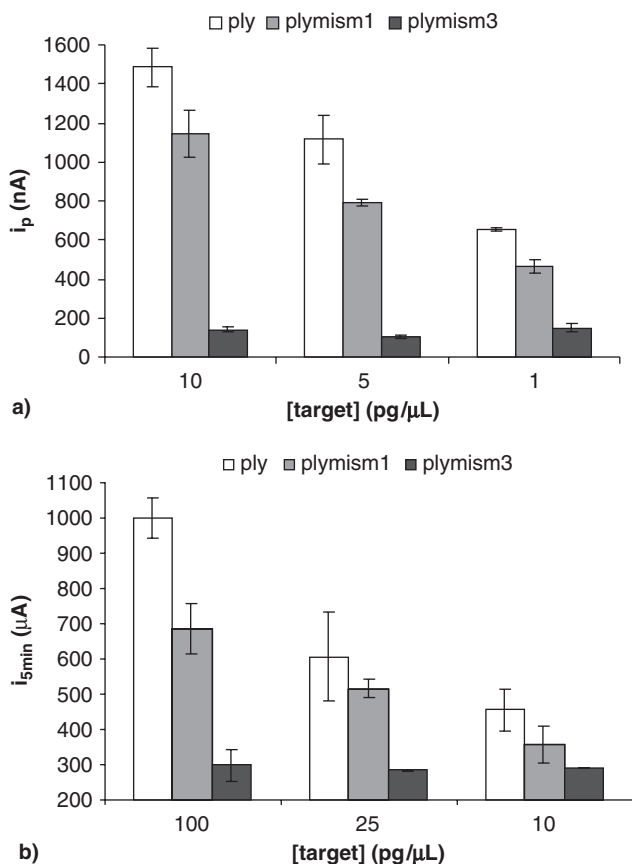 ply plymism1 plymism3
1600
1400
1200
1000
800
600
400
200
0
ip (nA)
10 5 1
a) [target] (pg/μL)
ply plymism1 plymism3
1100
1000
900
800
700
600
500
400
300
200
i5min (μA)
100 25 10
b) [target] (pg/μL)